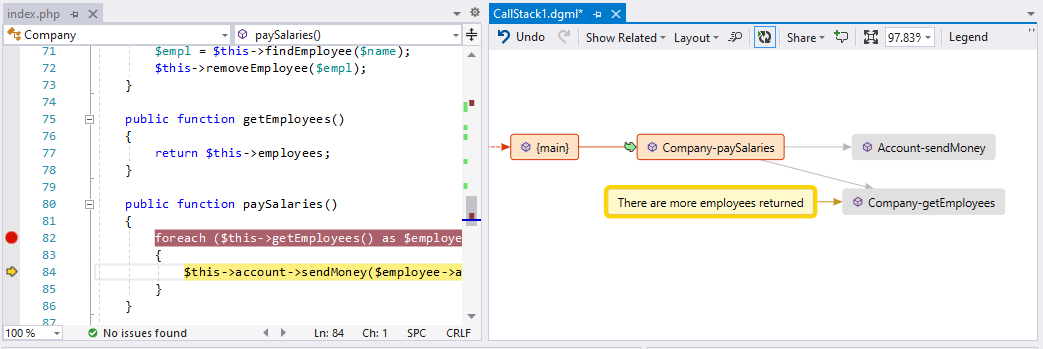 index.php
Company
paySalaries()
71 $empl = $this->findEmployee($name);
72 $this->removeEmployee($empl);
73 }
74
75 public function getEmployees()
76 {
77 return $this->employees;
78 }
79
80 public function paySalaries()
81 {
82 foreach ($this->getEmployees() as $employe
83 {
84 $this->account->sendMoney($employee->a
85 }
86 }
87
100 %
No issues found
Ln: 84 Ch: 1 SPC CRLF
CallStack1.dgml*
Undo Show Related Layout Share 97.83% Legend
{main}
Company-paySalaries
Account-sendMoney
There are more employees returned
Company-getEmployees